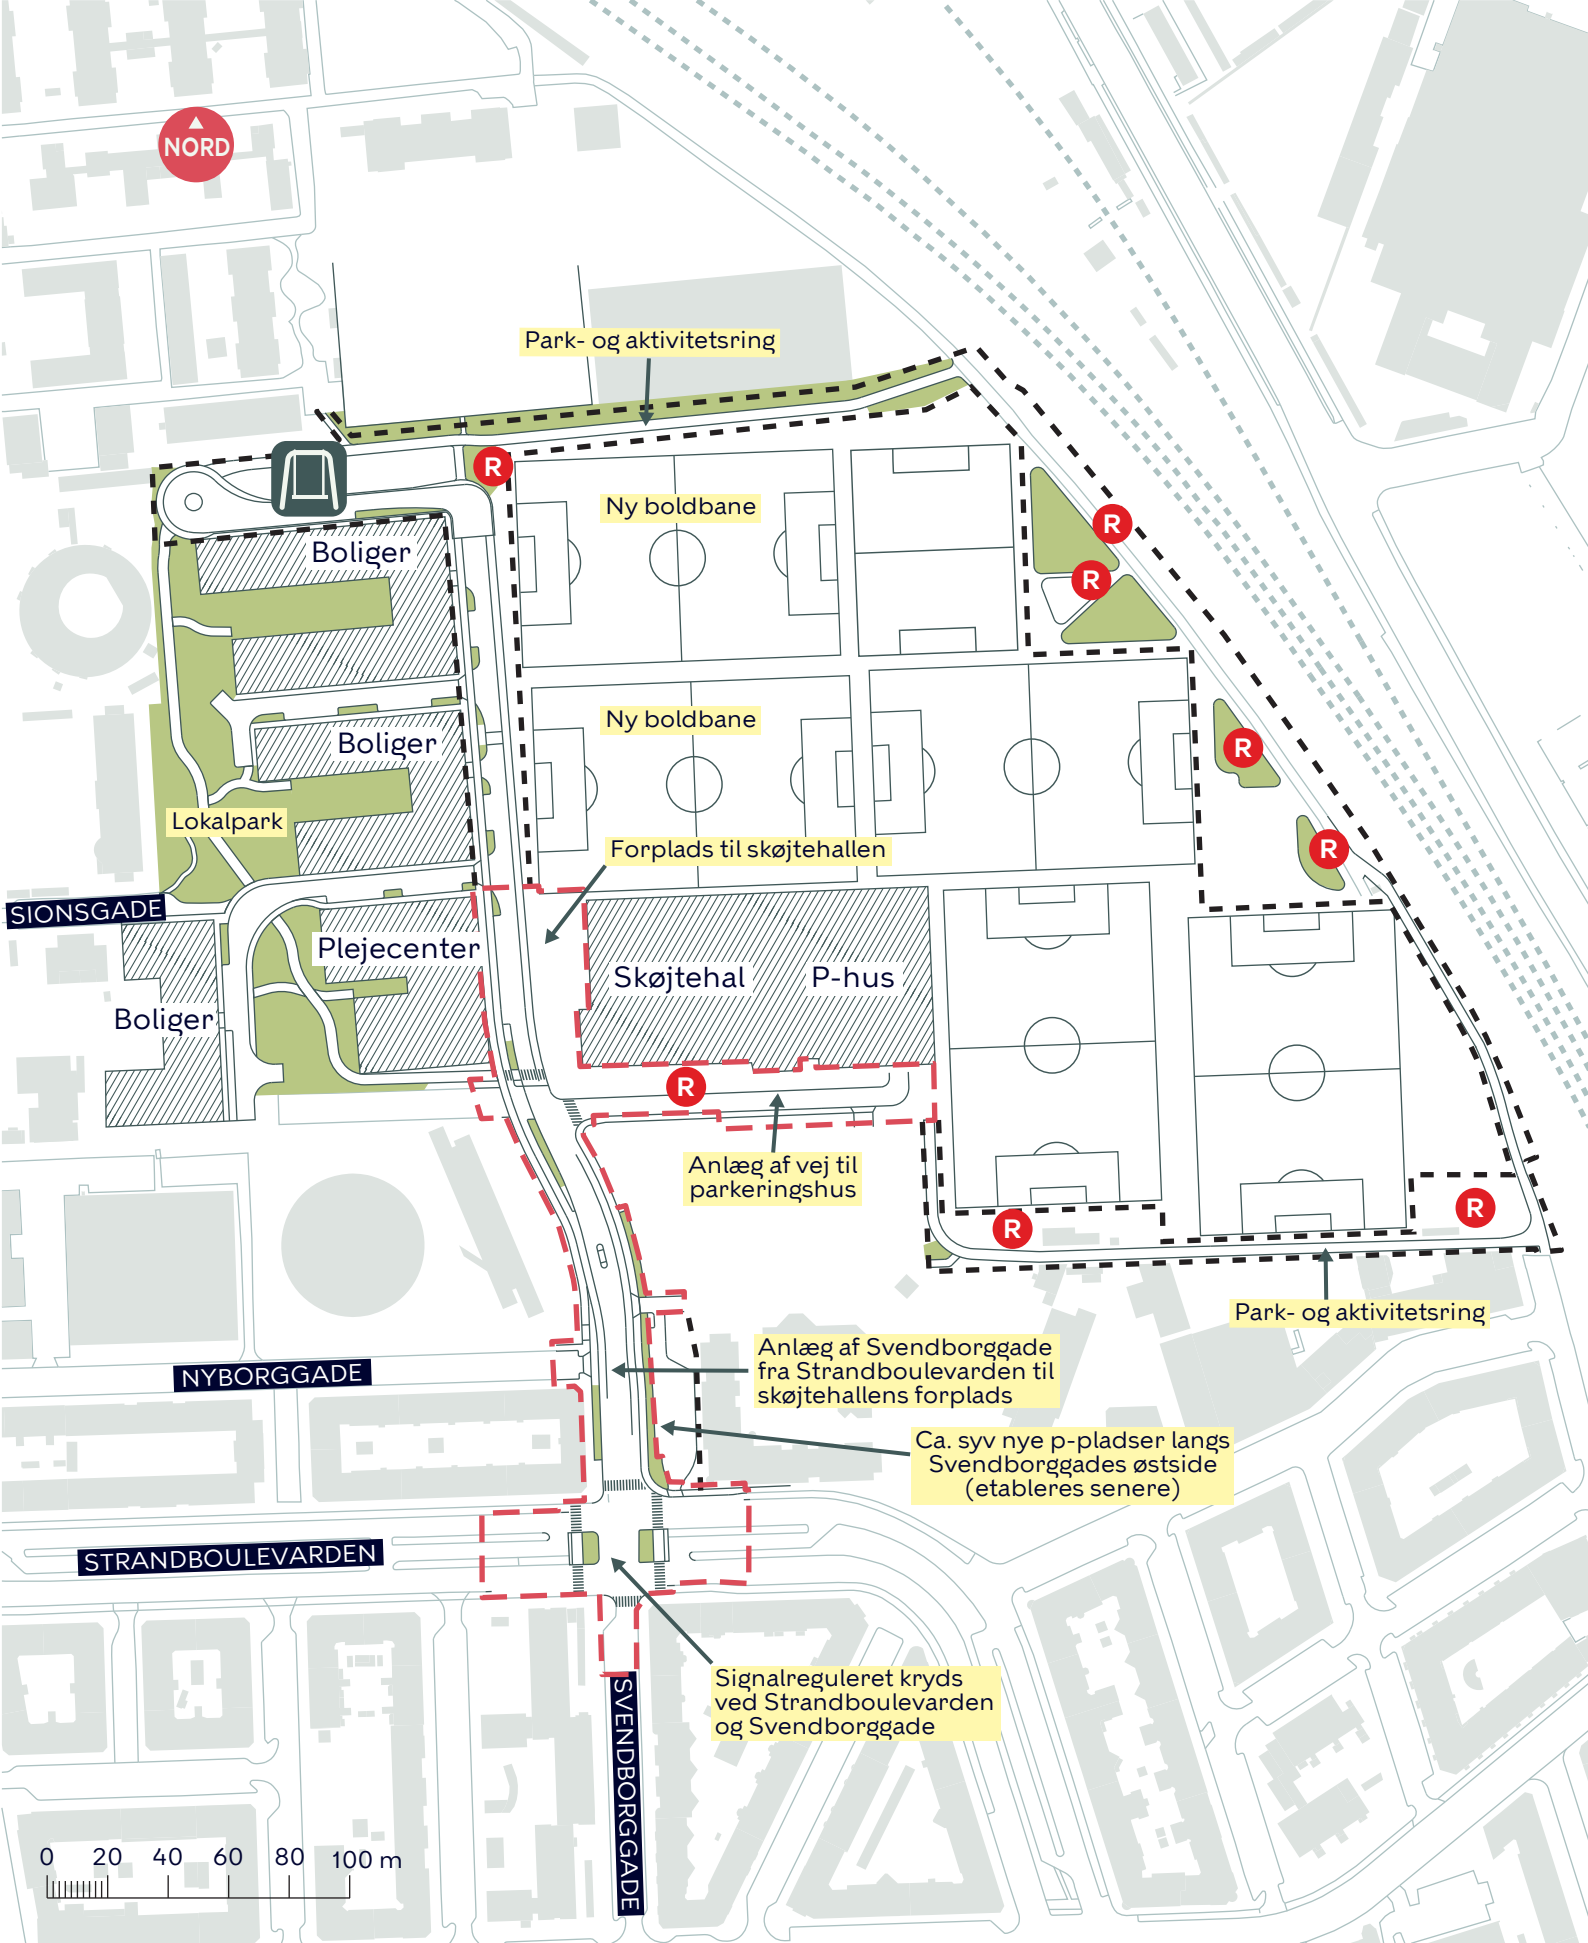 NORD
Park- og aktivitetsring
R
Ny boldbane
R
Boliger
R
Ny boldbane
Boliger
R
Lokalpark
Forplads til skøjtehallen
R
SIONSGADE
Plejecenter
Skøjtehal
P-hus
Boliger
R
Anlæg af vej til
parkeringshus
R
R
Park- og aktivitetsring
Anlæg af Svendborggade
fra Strandboulevarden til
skøjtehallens forplads
NYBORGGADE
Ca. syv nye p-pladser langs
Svendborggades østside
(etableres senere)
STRANDBOULEVARDEN
Signalreguleret kryds
ved Strandboulevarden
og Svendborggade
SVENDBORGGADE
0 20 40 60 80 100 m